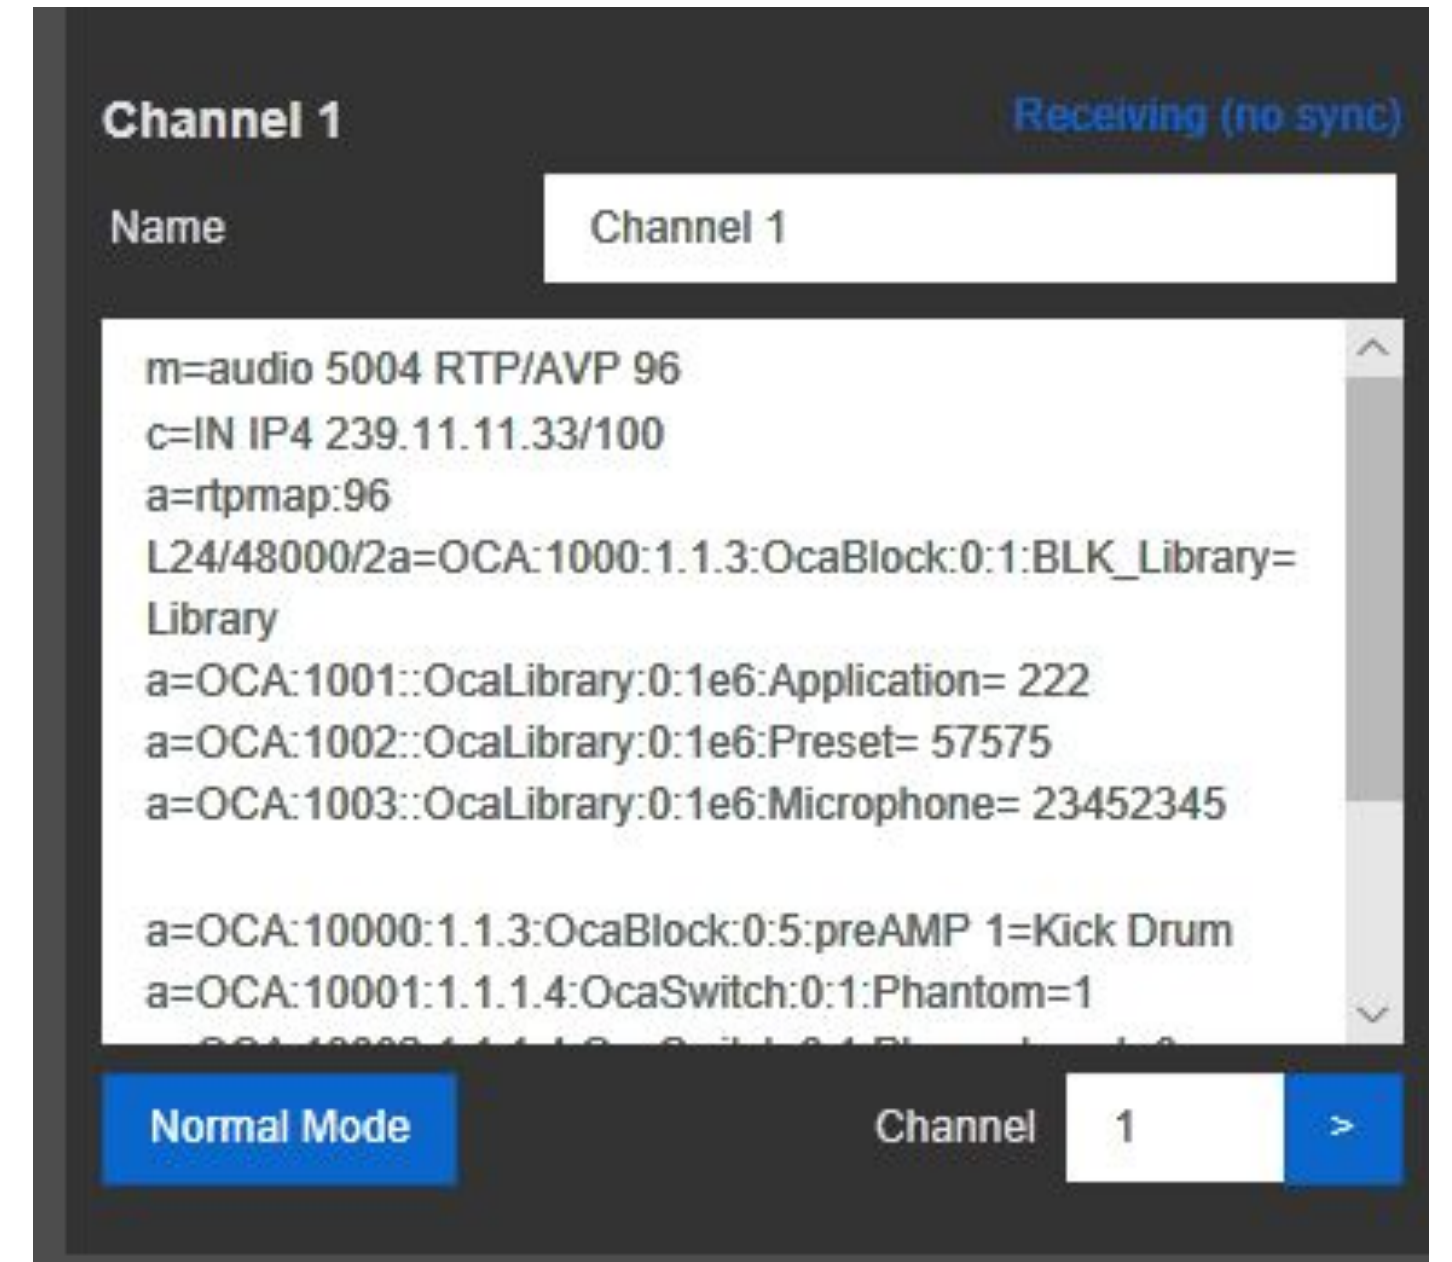 Channel 1
Receiving (no sync)
Name
Channel 1
m=audio 5004 RTP/AVP 96
c=IN IP4 239.11.11.33/100
a=rtpmap:96
L24/48000/2a=OCA:1000:1.1.3:OcaBlock:0:1:BLK_Library=
Library
a=OCA:1001::OcaLibrary:0:1e6:Application= 222
a=OCA:1002::OcaLibrary:0:1e6:Preset= 57575
a=OCA:1003::OcaLibrary:0:1e6:Microphone= 23452345
a=OCA:10000:1.1.3:OcaBlock:0:5:preAMP 1=Kick Drum
a=OCA:10001:1.1.1.4:OcaSwitch:0:1:Phantom=1
Normal Mode
Channel
1
>